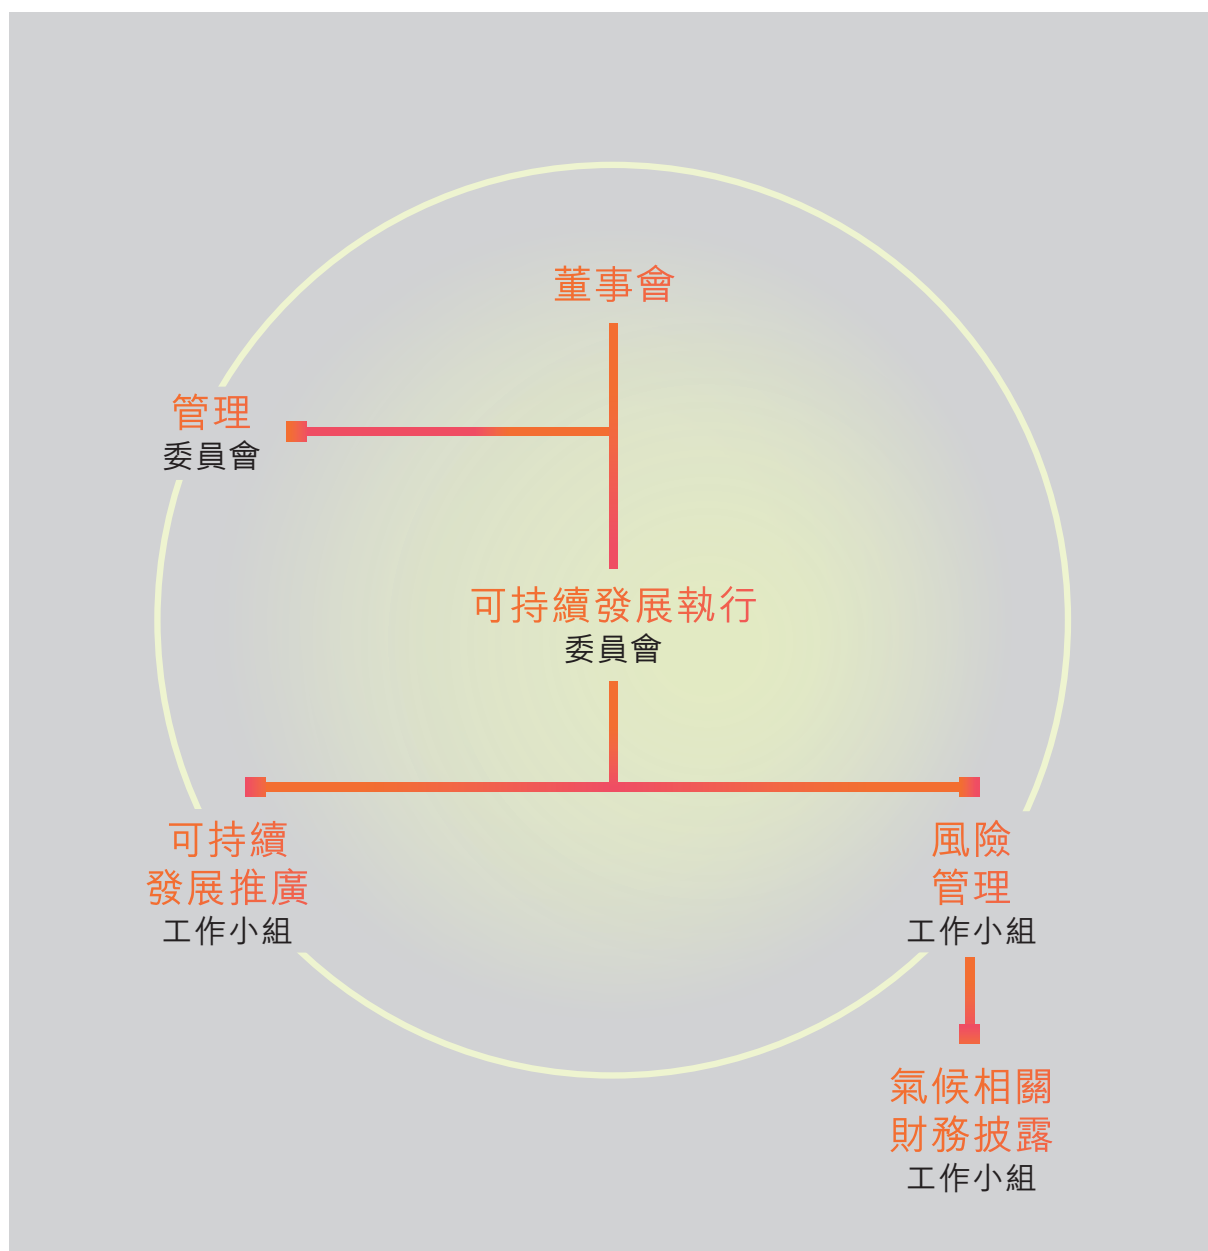 董事會
管理
委員會
可持續發展執行
委員會
可持續
發展推廣
工作小組
風險
管理
工作小組
氣候相關
財務披露
工作小組